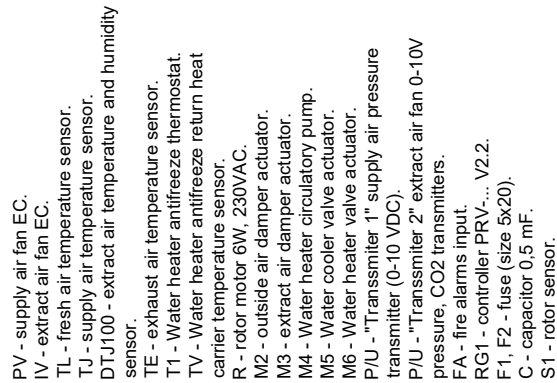 PV - supply air fan EC.
IV - extract air fan EC.
TL - fresh air temperature sensor.
TJ - supply air temperature sensor.
DTJ100 - extract air temperature and humidity
sensor.
TE - exhaust air temperature sensor.
T1 - Water heater antifreeze thermostat.
TV - Water heater antifreeze return heat
carrier temperature sensor.
R - rotor motor 6W, 230VAC.
M2 - outside air damper actuator.
M3 - extract air damper actuator.
M4 - Water heater circulatory pump.
M5 - Water cooler valve actuator.
M6 - Water heater valve actuator.
P/U - "Transsmiter 1" supply air pressure
transmitter (0-10 VDC).
P/U - "Transsmiter 2" extract air fan 0-10V
pressure, CO2 transmitters.
FA - fire alarms input.
RG1 - controller PRV-... V2.2.
F1, F2 - fuse (size 5x20).
C - capacitor 0,5 mF.
S1 - rotor sensor.